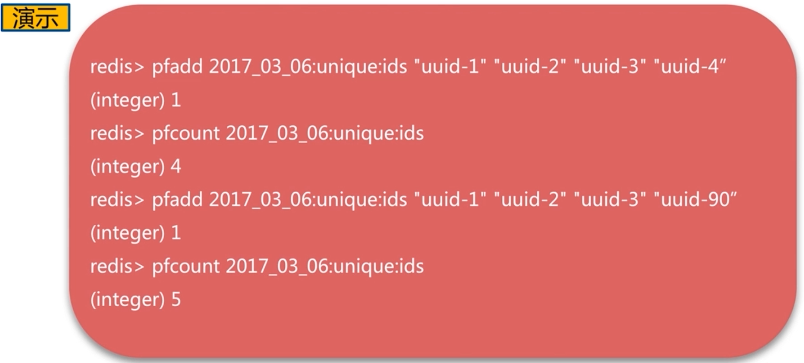 演示
redis> pfadd 2017_03_06:unique:ids "uuid-1" "uuid-2" "uuid-3" "uuid-4”
(integer) 1
redis> pfcount 2017_03_06:unique:ids
(integer) 4
redis> pfadd 2017_03_06:unique:ids "uuid-1" "uuid-2" "uuid-3" "uuid-90”
(integer) 1
redis> pfcount 2017_03_06:unique:ids
(integer) 5